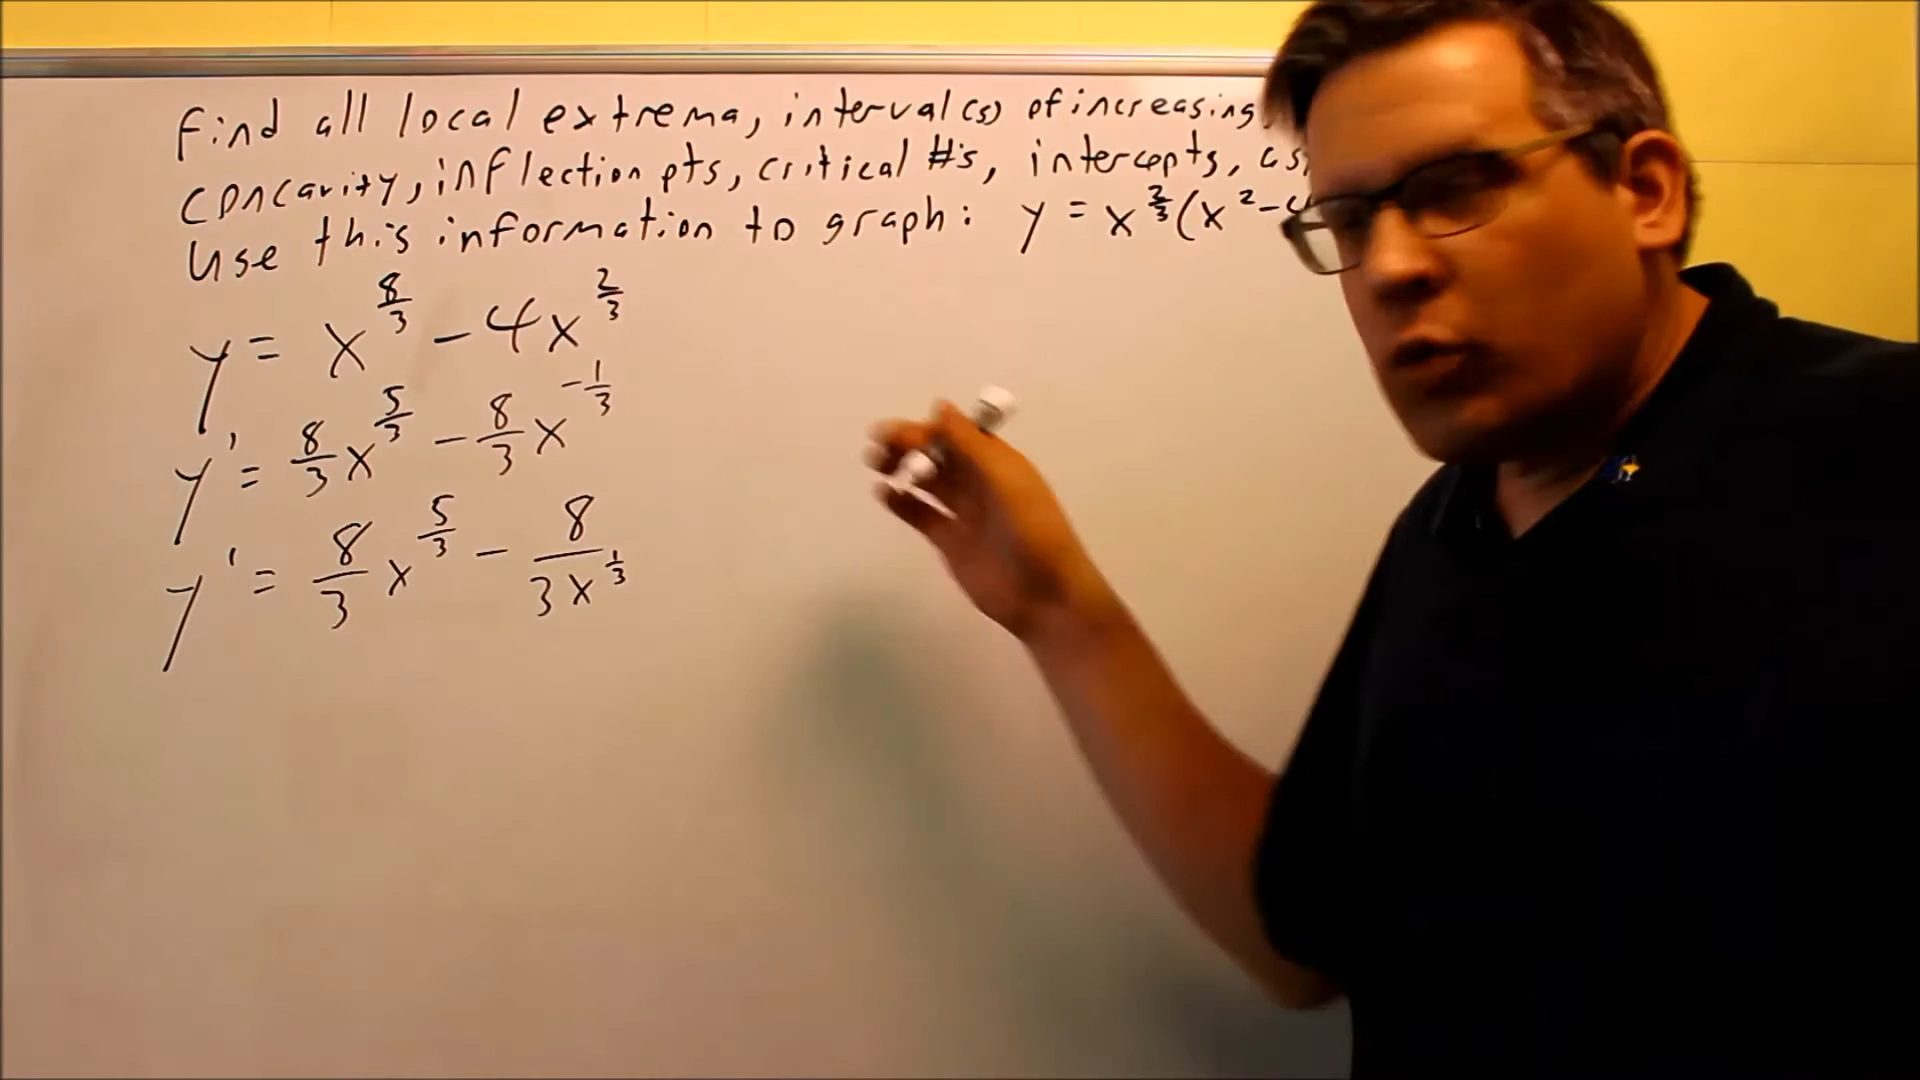 Find all local extrema, interval(s) of increasing
concavity, inflection pts, critical #'s, intercepts,
Use this information to graph: y = x^(2/3)(x^2-4
y = x^(8/3) - 4x^(2/3)
y' = 8/3 x^(5/3) - 8/3 x^(-1/3)
y' = 8/3 x^(5/3) - 8/(3x^(1/3))